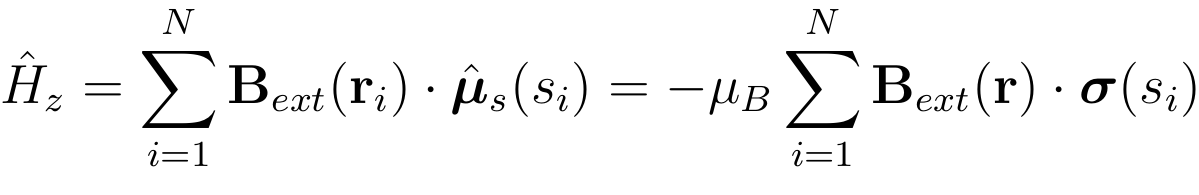 $\hat{H}_z = \sum_{i=1}^{N} \mathbf{B}_{ext}(\mathbf{r}_i) \cdot \hat{\boldsymbol{\mu}}_s(s_i) = -\mu_B \sum_{i=1}^{N} \mathbf{B}_{ext}(\mathbf{r}) \cdot \boldsymbol{\sigma}(s_i)$